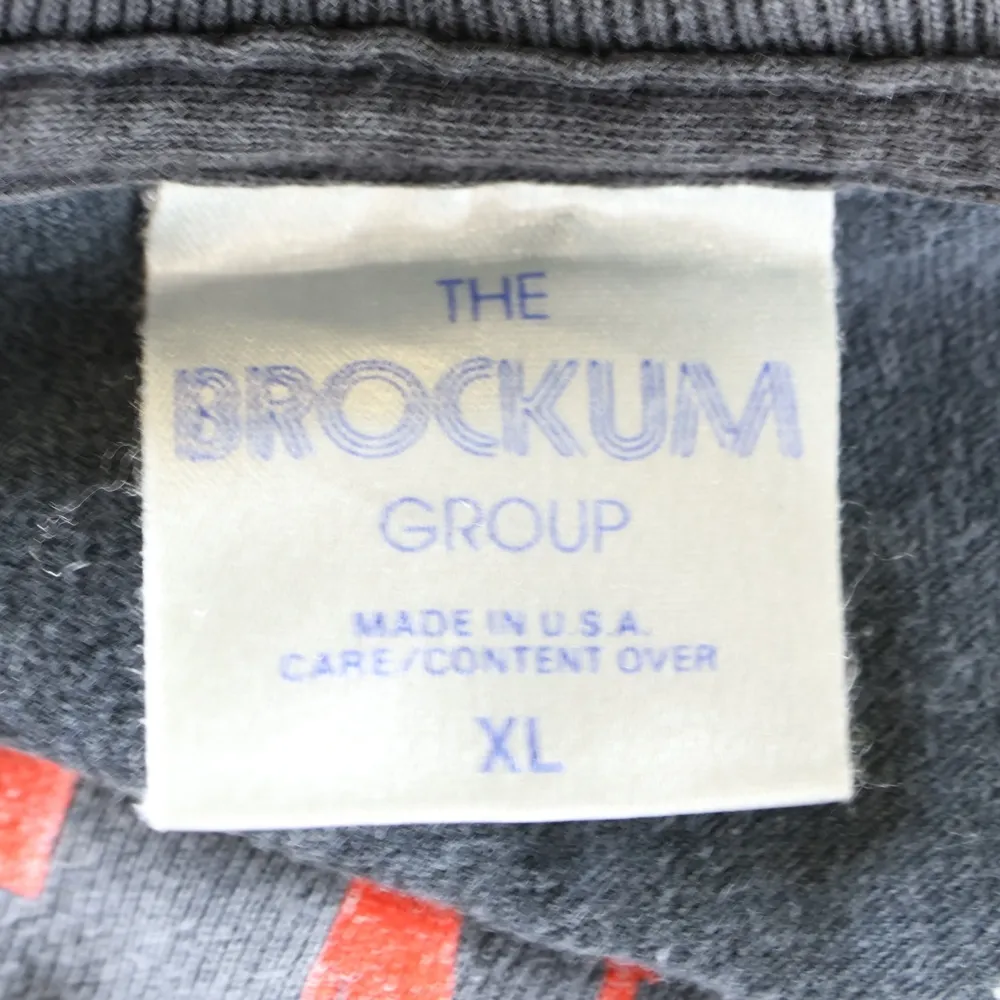 THE
BROCKUM
GROUP
MADE IN U.S.A.
CARE/CONTENT OVER
XL